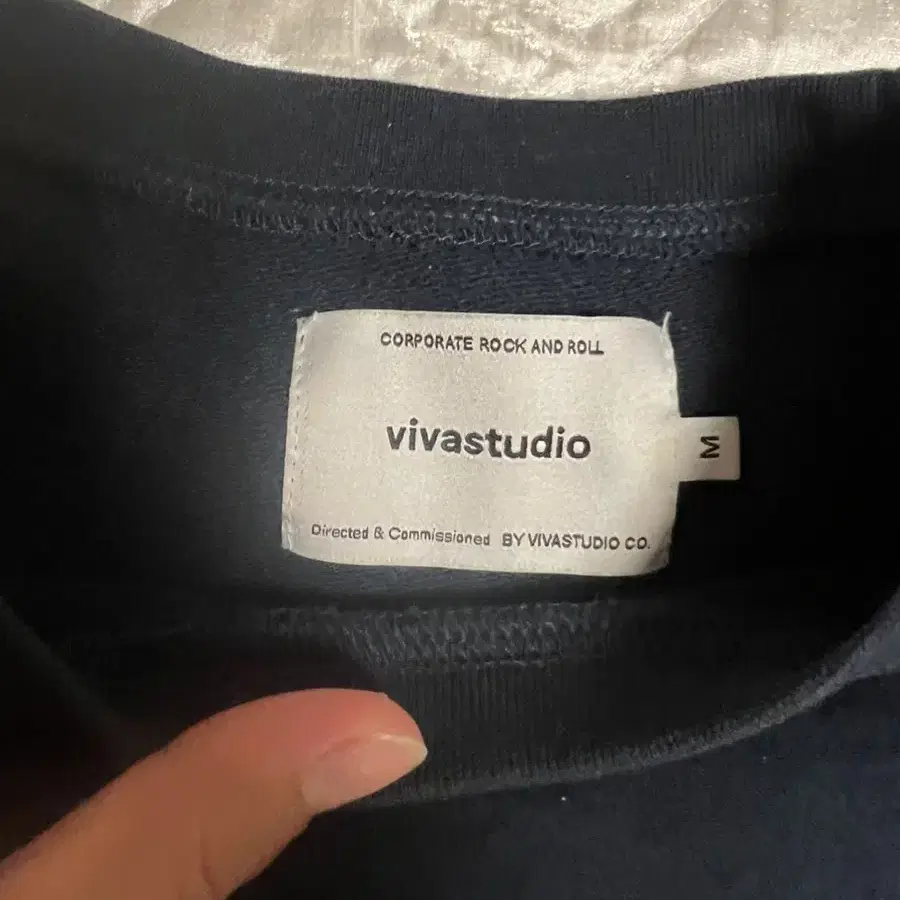 CORPORATE ROCK AND ROLL
vivastudio
M
Directed & Commissioned BY VIVASTUDIO CO.